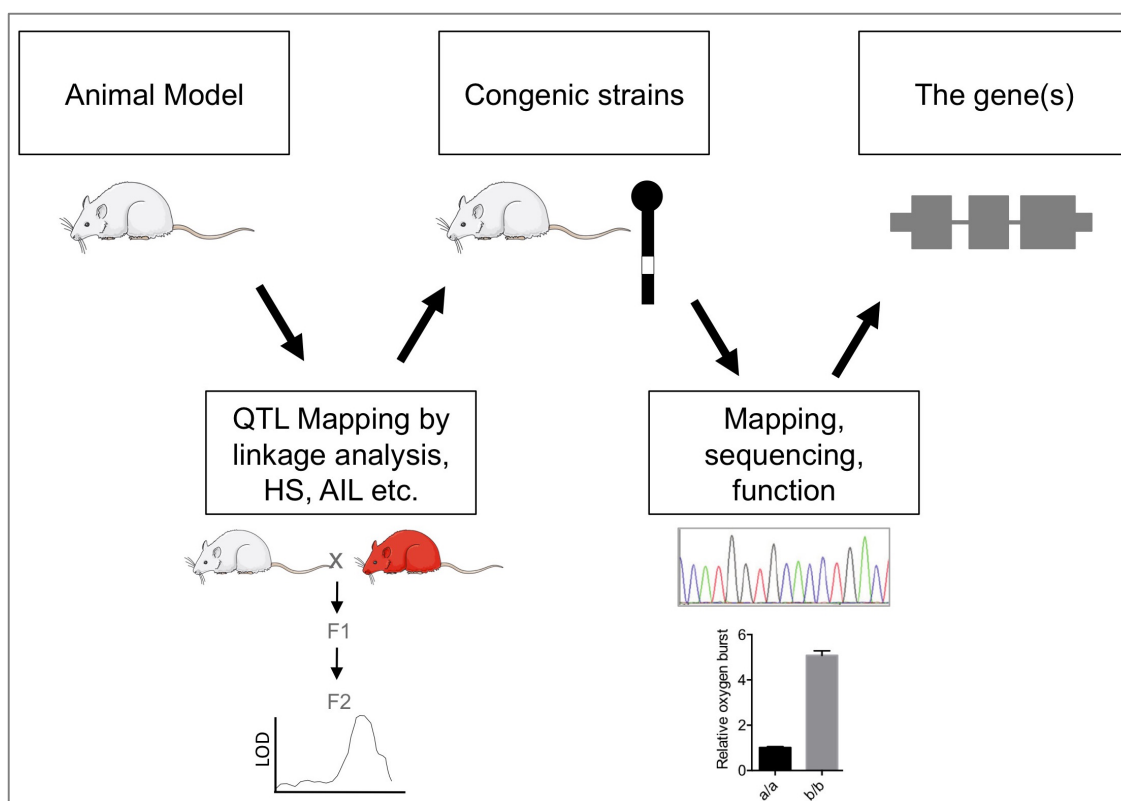 Animal Model
Congenic strains
The gene(s)
QTL Mapping by
linkage analysis,
HS, AIL etc.
Mapping,
sequencing,
function
X
F1
F2
LOD
Relative oxygen burst
6
4
2
0
a/a
b/b